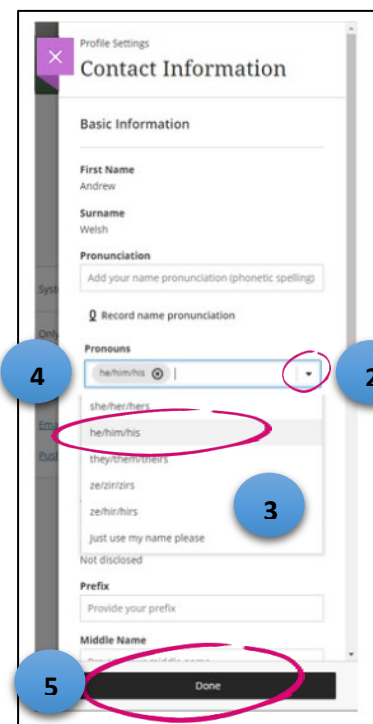 Profile Settings
Contact Information
Basic Information
First Name
Andrew
Surname
Welsh
Pronunciation
Add your name pronunciation (phonetic spelling)
Record name pronunciation
Pronouns
4
he/him/his
2
she/her/hers
he/him/his
they/them/theirs
ze/zir/zirs
ze/hir/hirs
3
Just use my name please
Not disclosed
Prefix
Provide your prefix
Middle Name
5
Done